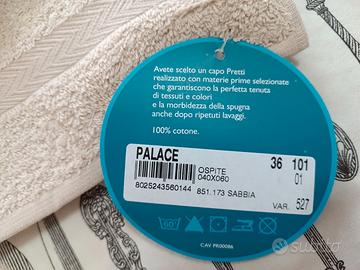 Avete scelto un capo Pretti
realizzato con materie prime selezionate
che garantiscono la perfetta tenuta
di tessuti e colori
e la morbidezza della spugna
anche dopo ripetuti lavaggi.
100% cotone.
PALACE 36 101
OSPITE 01
040X060
8025243560144 851.173 SABBIA VAR. 527
60°
CAV PR00086
subito